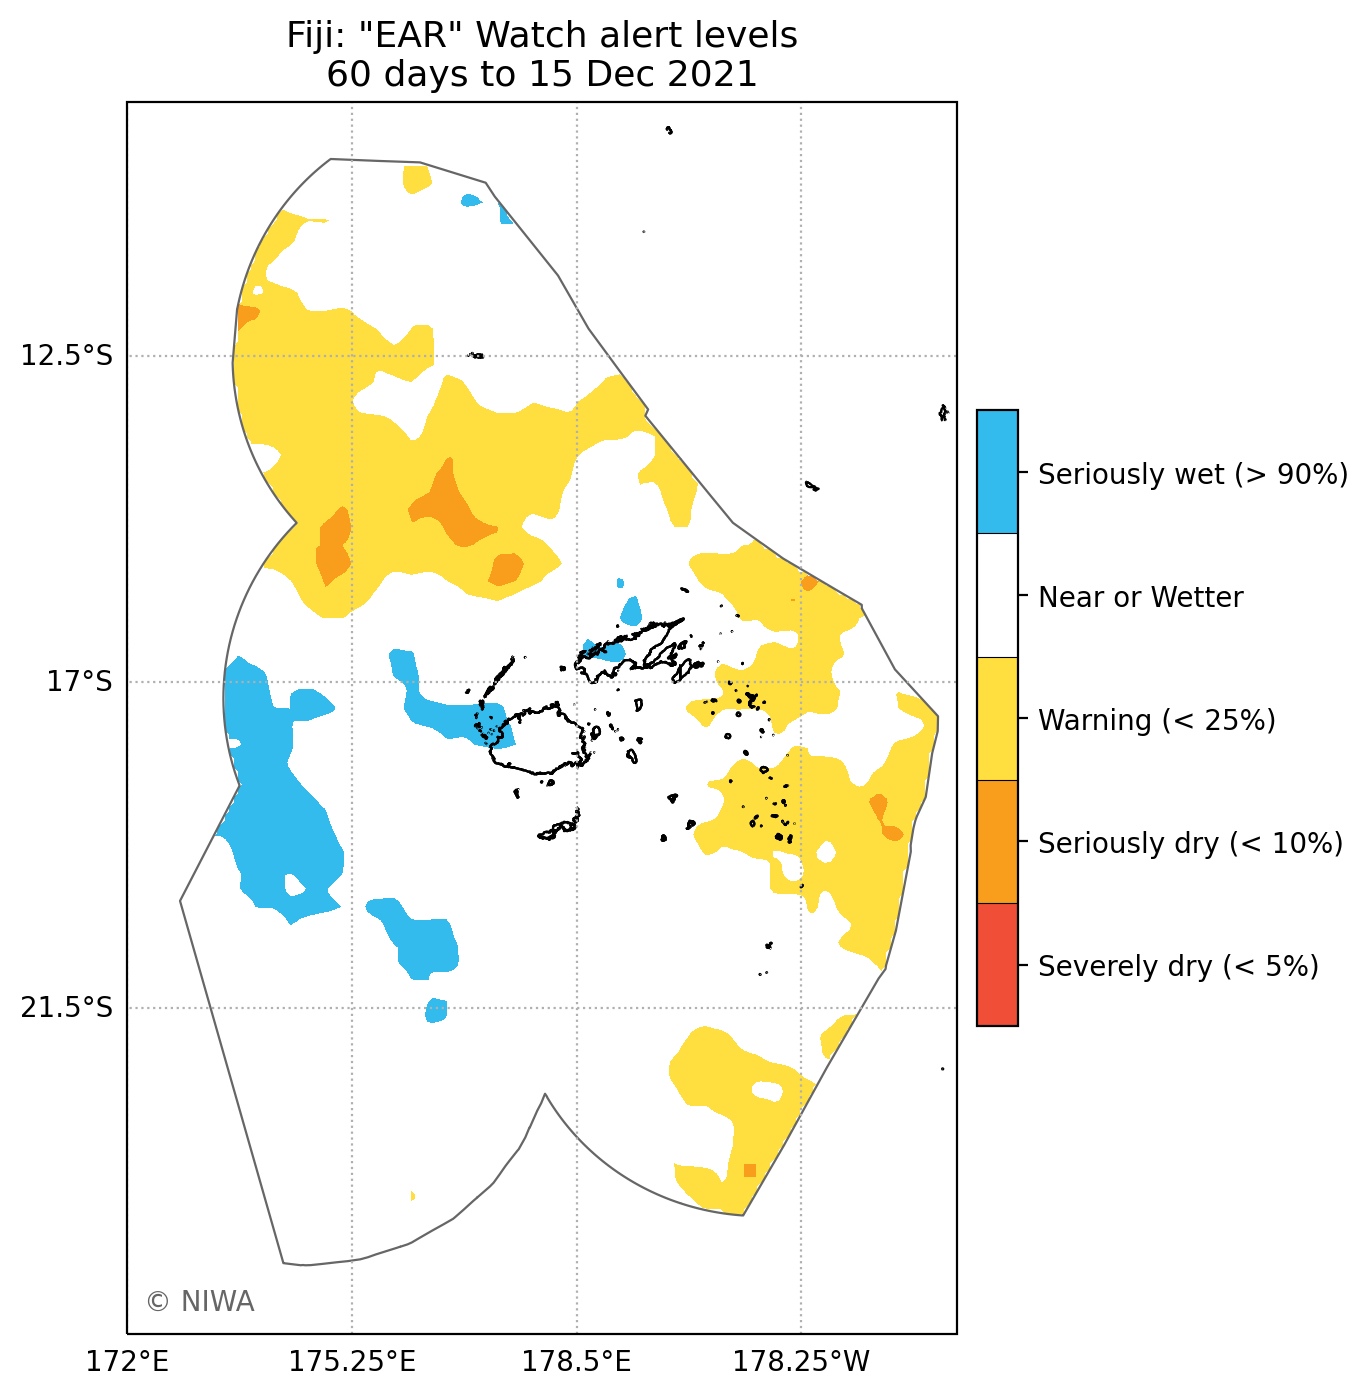 Fiji: "EAR" Watch alert levels
60 days to 15 Dec 2021
12.5°S
17°S
21.5°S
172°E
175.25°E
178.5°E
178.25°W
Seriously wet (> 90%)
Near or Wetter
Warning (< 25%)
Seriously dry (< 10%)
Severely dry (< 5%)
© NIWA